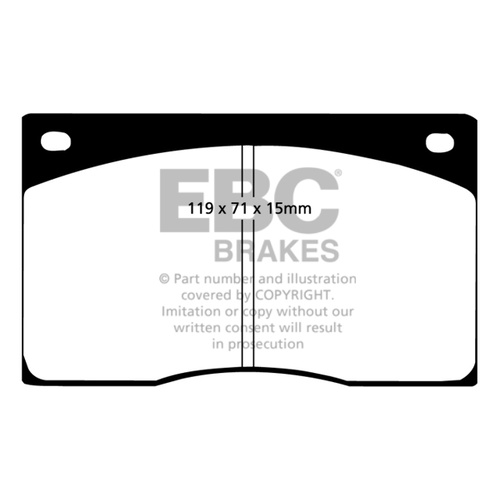 EBC
119 x 71 x 15mm
BRAKES
© Part number and illustration
covered by COPYRIGHT.
Imitation or copy without our
written consent will result
in prosecution